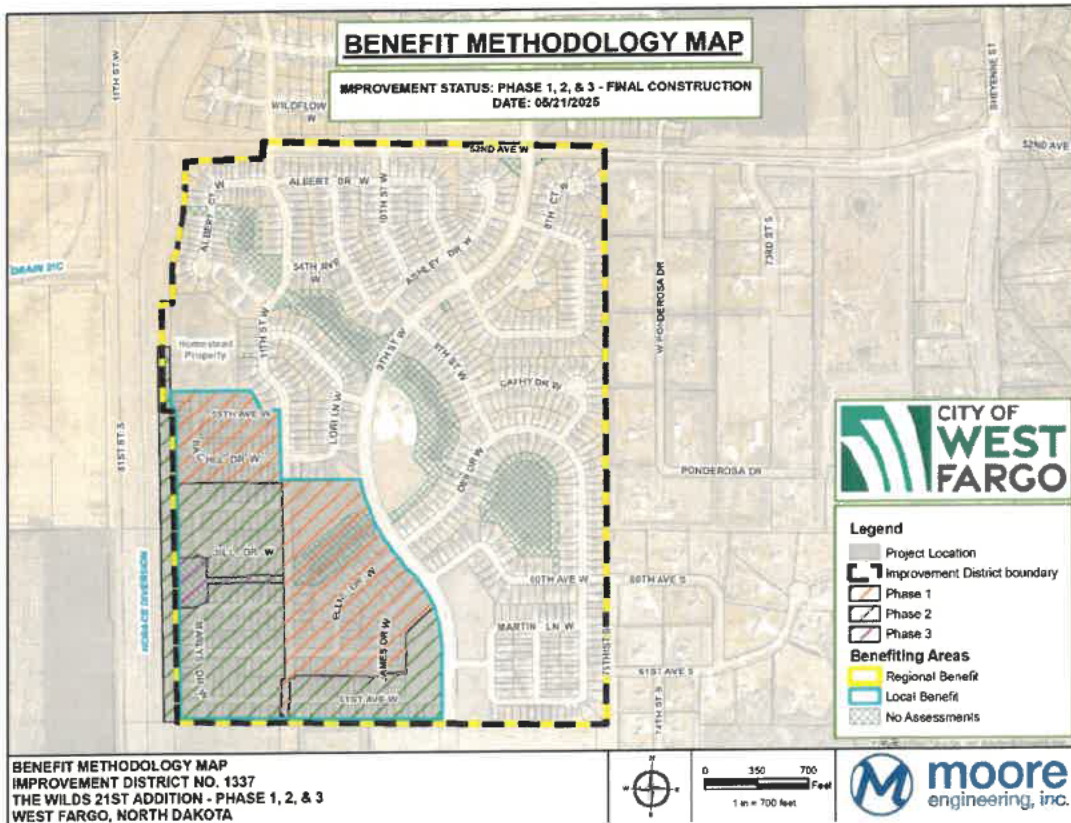 BENEFIT METHODOLOGY MAP
IMPROVEMENT STATUS: PHASE 1, 2, & 3 - FINAL CONSTRUCTION
DATE: 05/21/2025
11TH ST W
SHEYENNE ST
WILDFLOW
W
52ND AVE W
52ND AVE W
ALBERT DR W
10TH ST W
ALBERT CT W
8TH CT W
73RD ST S
ASHLEY DR W
54TH AVE
W
DRAIN 21C
W PONDEROSA DR
11TH ST W
9TH ST W
9TH ST W
Homestead
Property
CATHY DR W
LORI LN W
55TH AVE W
81ST ST S
HILL DR W
PONDEROSA DR
JILL DR W
60TH AVE W
60TH AVE S
HORACE DIVERSION
JAMES DR W
MARTIN LN W
75TH ST S
61ST AVE S
61ST AVE W
74TH ST S
CITY OF
WEST
FARGO
Legend
Project Location
Improvement District boundary
Phase 1
Phase 2
Phase 3
Benefiting Areas
Regional Benefit
Local Benefit
No Assessments
BENEFIT METHODOLOGY MAP
IMPROVEMENT DISTRICT NO. 1337
THE WILDS 21ST ADDITION - PHASE 1, 2, & 3
WEST FARGO, NORTH DAKOTA
N
W
E
S
0 350 700
Feet
1 in = 700 feet
M
moore
engineering, inc.